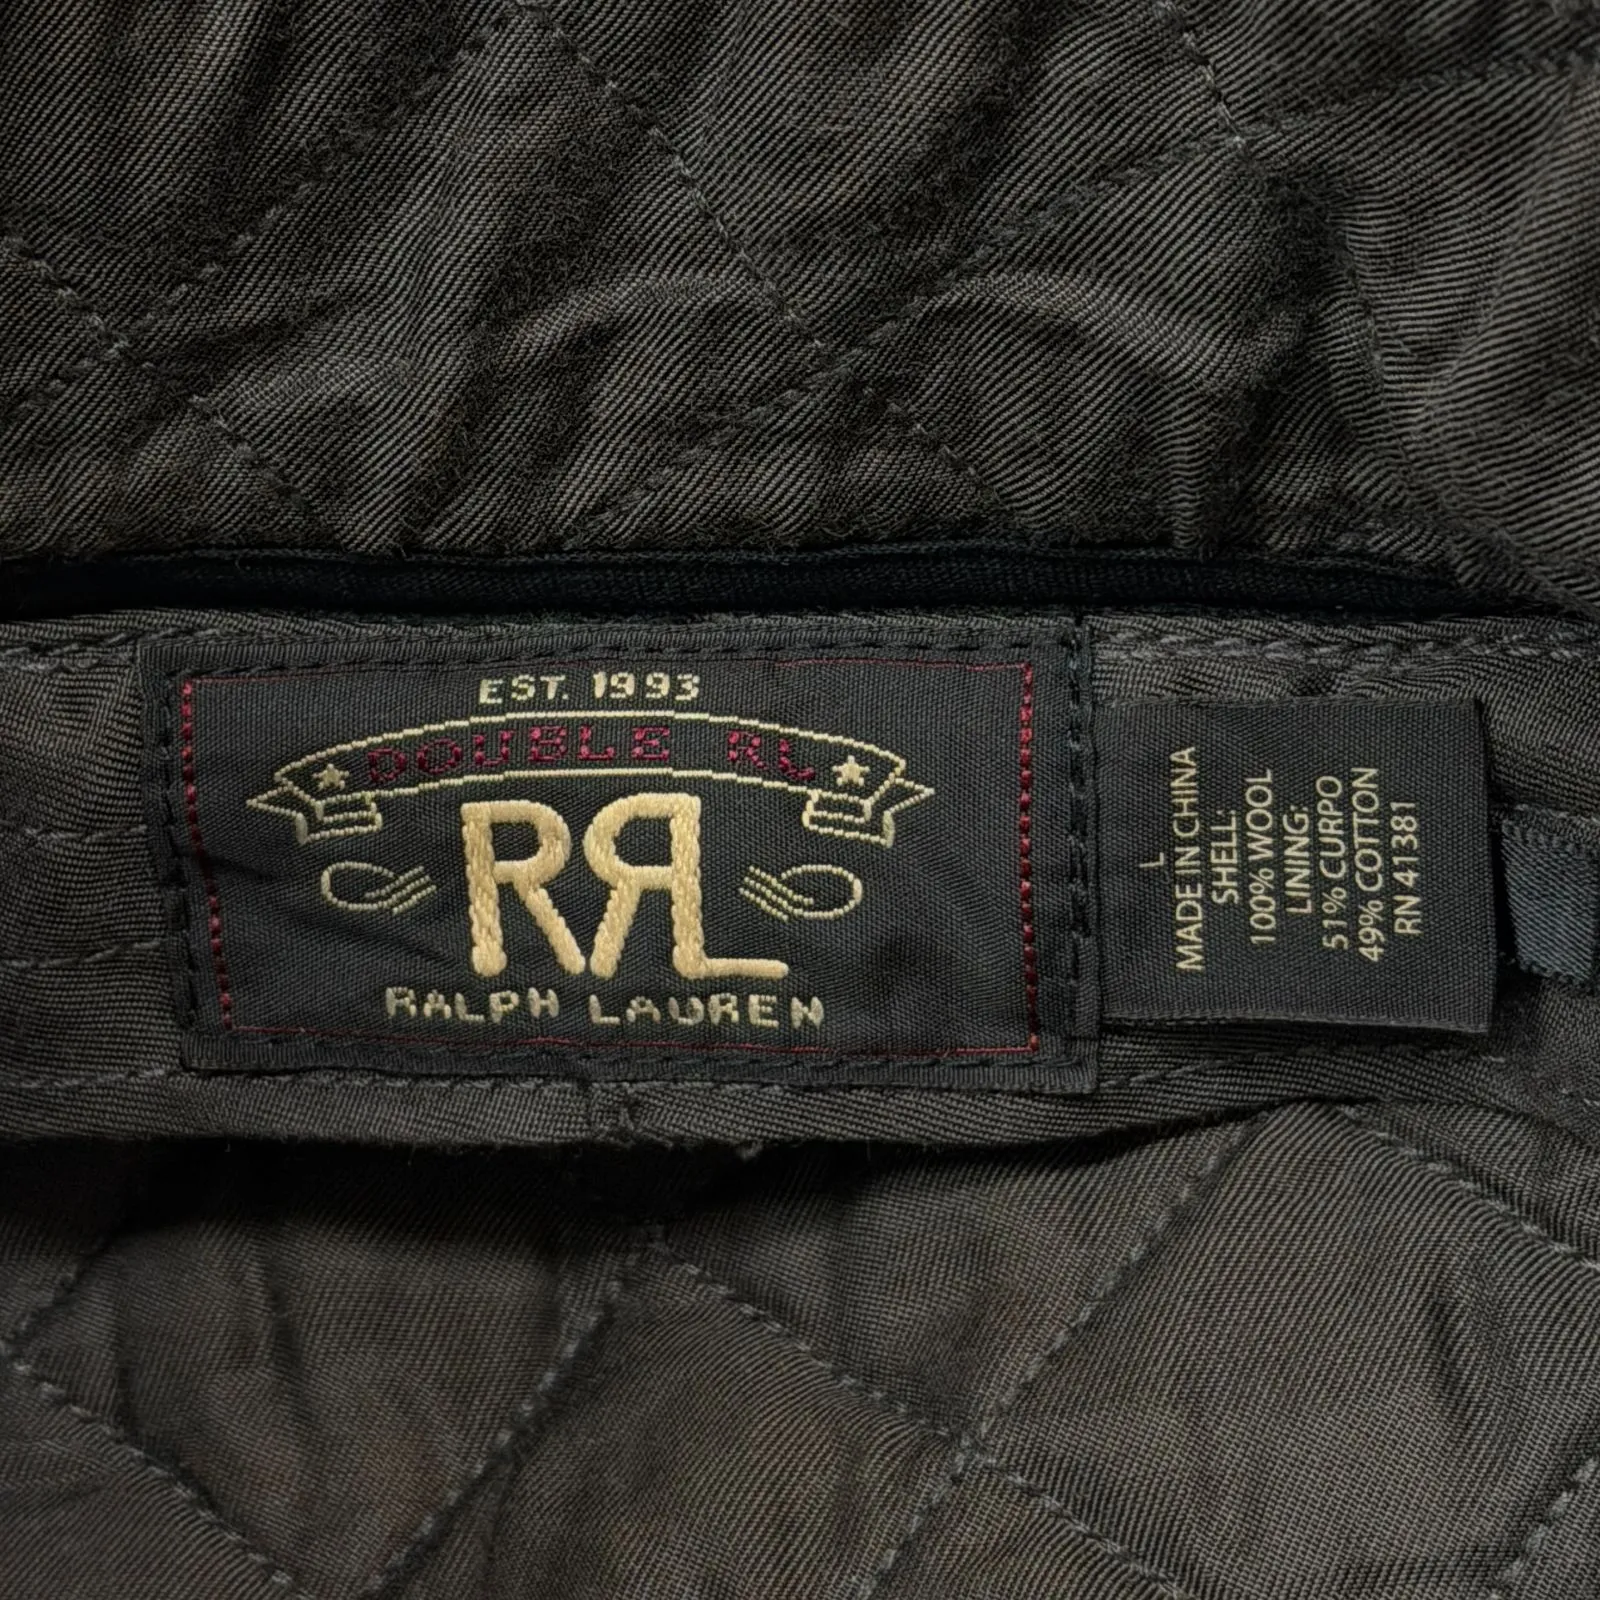 EST. 1993
DOUBLE RL
RRL
RALPH LAUREN
L
MADE IN CHINA
SHELL:
100% WOOL
LINING:
51% CURPO
49% COTTON
RN 41381